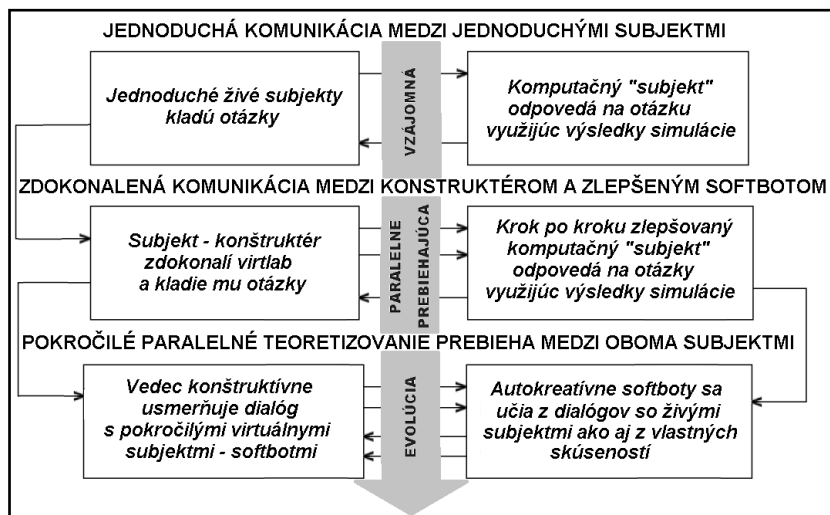 JEDNODUCHÁ KOMUNIKÁCIA MEDZI JEDNODUCHÝMI SUBJEKTMI
Jednoduché živé subjekty
kladú otázky
VZÁJOMNÁ
Komputačný "subjekt"
odpovedá na otázku
využijúc výsledky simulácie
ZDOKONALENÁ KOMUNIKÁCIA MEDZI KONŠTRUKTÉROM A ZLEPŠENÝM SOFTBOTOM
Subjekt - konštruktér
zdokonalí virtlab
a kladie mu otázky
PARALELNE
PREBIEHAJÚCA
Krok po kroku zlepšovaný
komputačný "subjekt"
odpovedá na otázky
využijúc výsledky simulácie
POKROČILÉ PARALELNÉ TEORETIZOVANIE PREBIEHA MEDZI OBOMA SUBJEKTMI
Vedec konštruktívne
usmerňuje dialóg
s pokročilými virtuálnymi
subjektmi - softbotmi
EVOLÚCIA
Autokreatívne softboty sa
učia z dialógov so živými
subjektmi ako aj z vlastných
skúseností